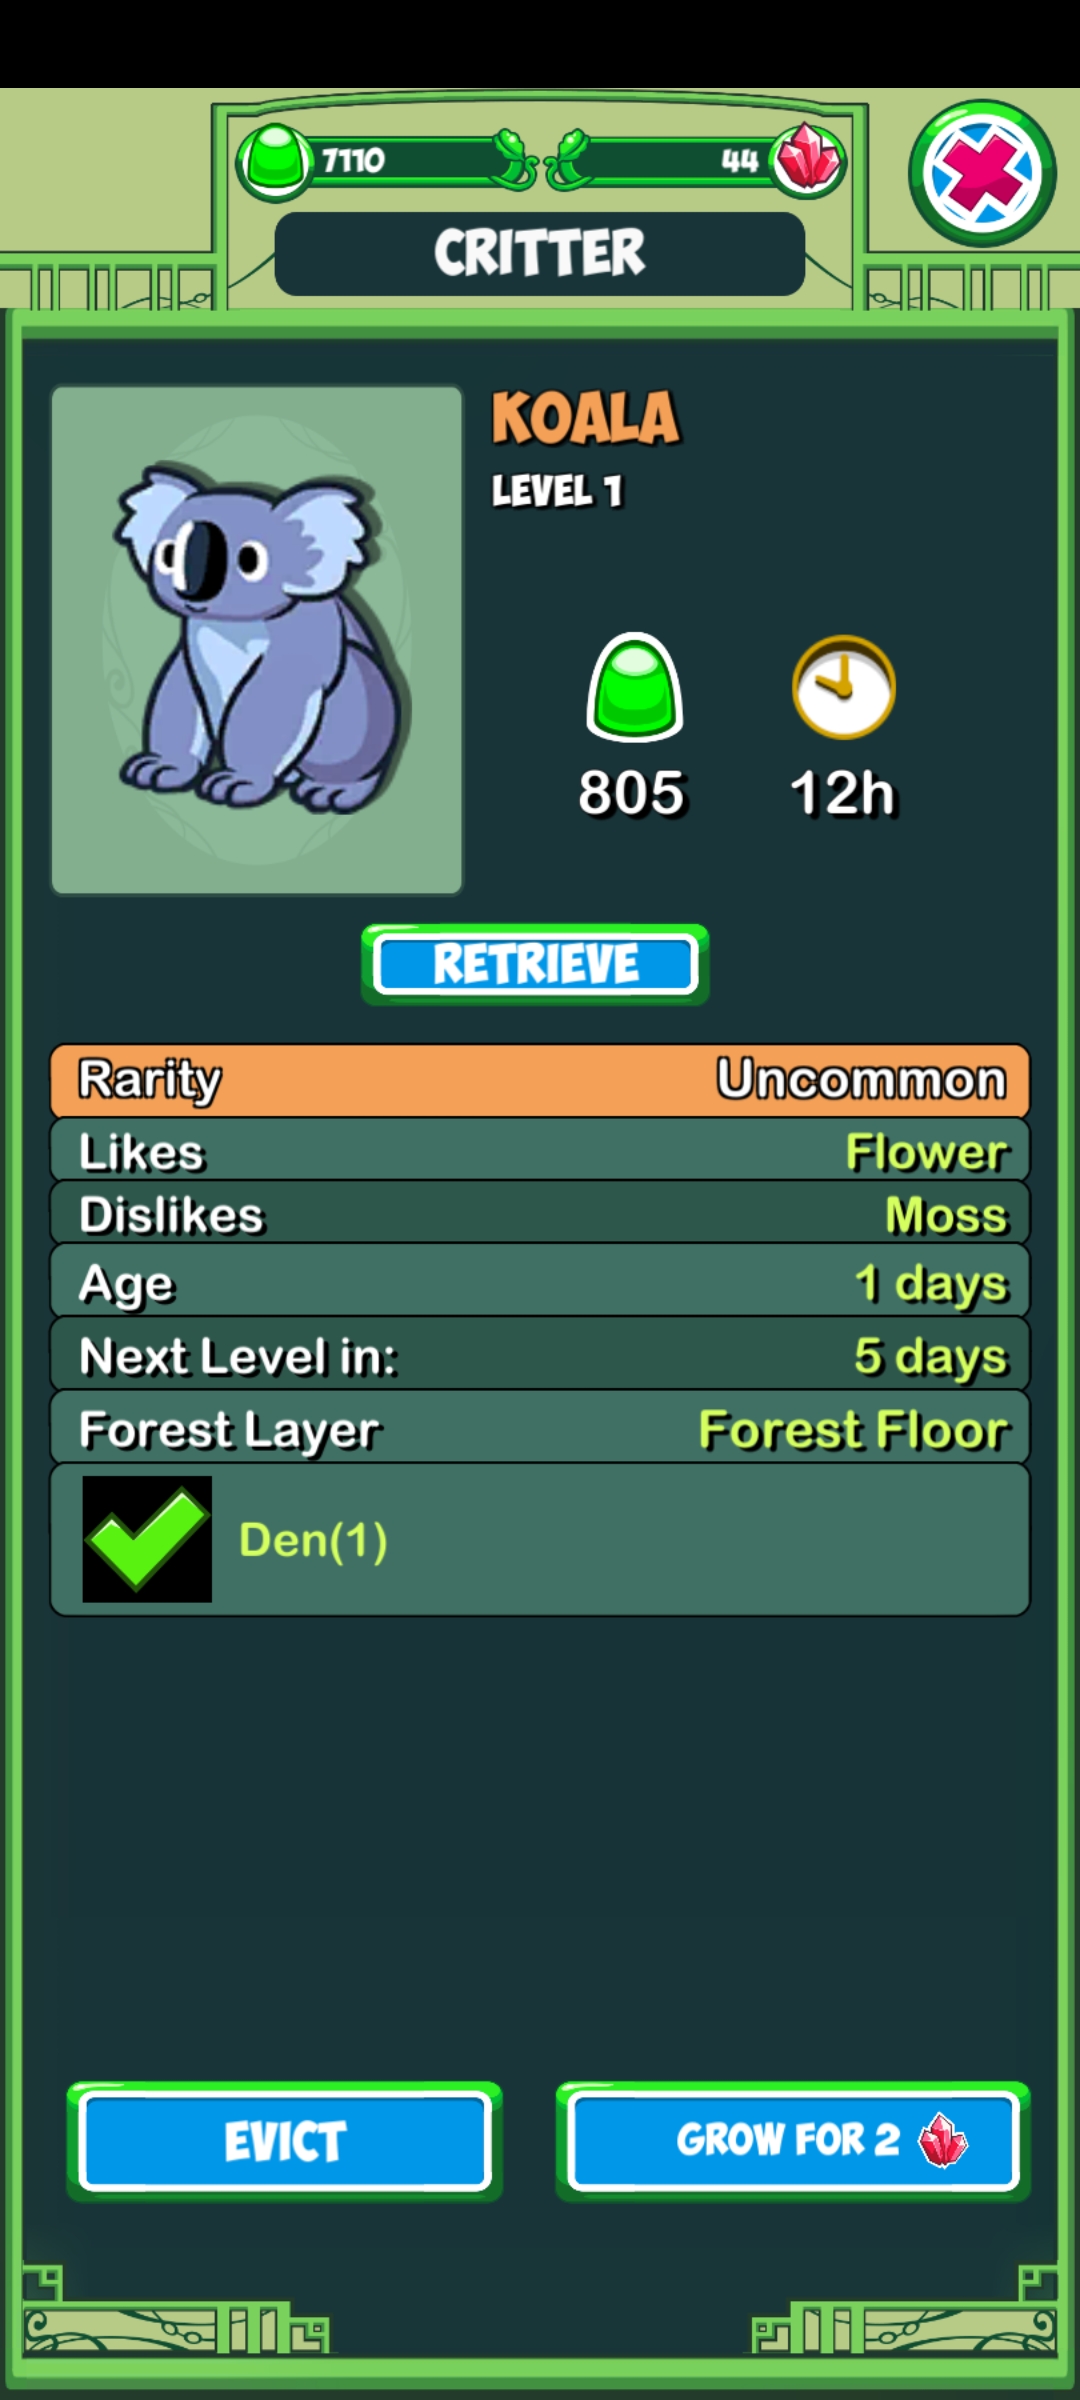 7110 44
CRITTER
KOALA
LEVEL 1
805 12h
RETRIEVE
Rarity Uncommon
Likes Flower
Dislikes Moss
Age 1 days
Next Level in: 5 days
Forest Layer Forest Floor
Den(1)
EVICT GROW FOR 2